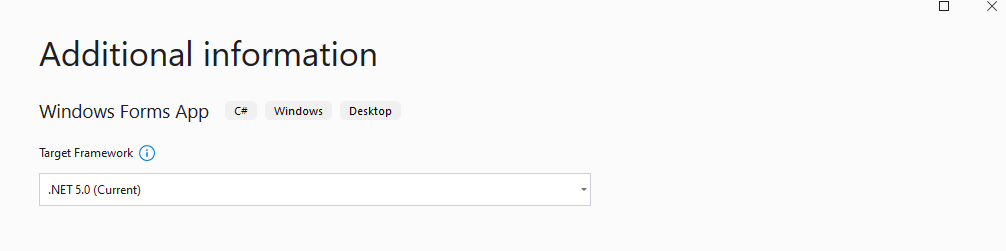 Additional information
Windows Forms App C# Windows Desktop
Target Framework
.NET 5.0 (Current)